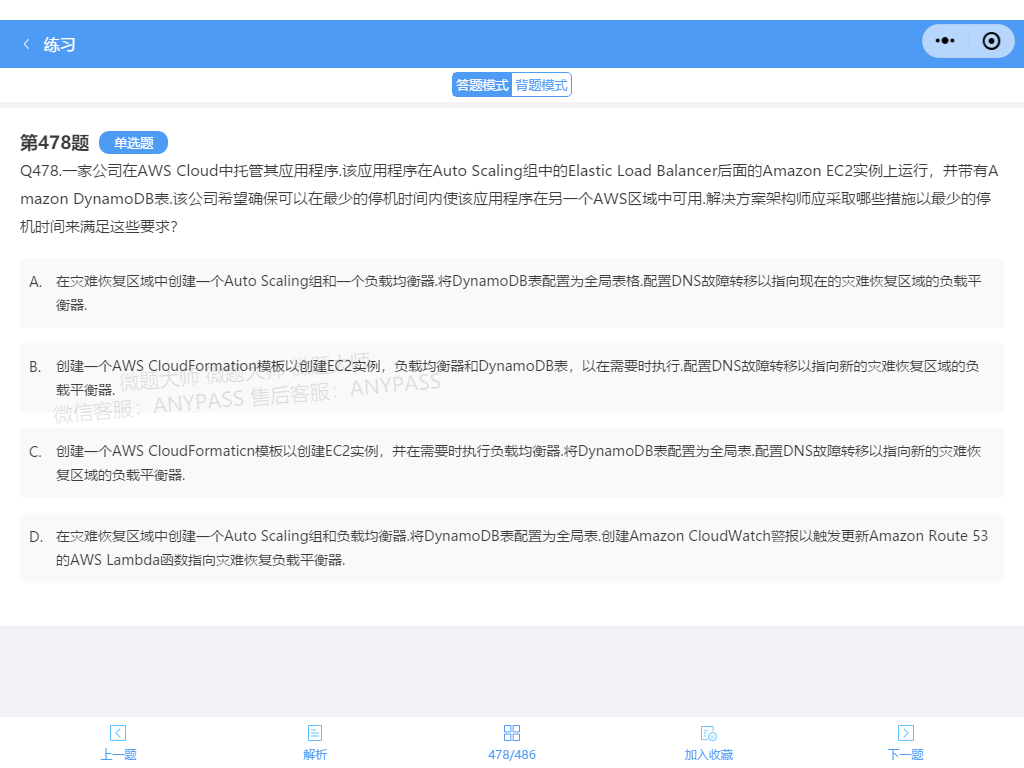 练习
答题模式 背题模式
第478题 单选题
Q478.一家公司在AWS Cloud中托管其应用程序.该应用程序在Auto Scaling组中的Elastic Load Balancer后面的Amazon EC2实例上运行，并带有A
mazon DynamoDB表.该公司希望确保可以在最少的停机时间内使该应用程序在另一个AWS区域中可用.解决方案架构师应采取哪些措施以最少的停
机时间来满足这些要求?
A. 在灾难恢复区域中创建一个Auto Scaling组和一个负载均衡器.将DynamoDB表配置为全局表格.配置DNS故障转移以指向现在的灾难恢复区域的负载平
衡器.
B. 创建一个AWS CloudFormation模板以创建EC2实例，负载均衡器和DynamoDB表，以在需要时执行.配置DNS故障转移以指向新的灾难恢复区域的负
载平衡器.
微题大师 微题大师 微题大师
微信客服：ANYPASS 售后客服：ANYPASS
C. 创建一个AWS CloudFormaticn模板以创建EC2实例，并在需要时执行负载均衡器.将DynamoDB表配置为全局表.配置DNS故障转移以指向新的灾难恢
复区域的负载平衡器.
D. 在灾难恢复区域中创建一个Auto Scaling组和负载均衡器.将DynamoDB表配置为全局表.创建Amazon CloudWatch警报以触发更新Amazon Route 53
的AWS Lambda函数指向灾难恢复负载平衡器.
上一题 解析 478/486 加入收藏 下一题